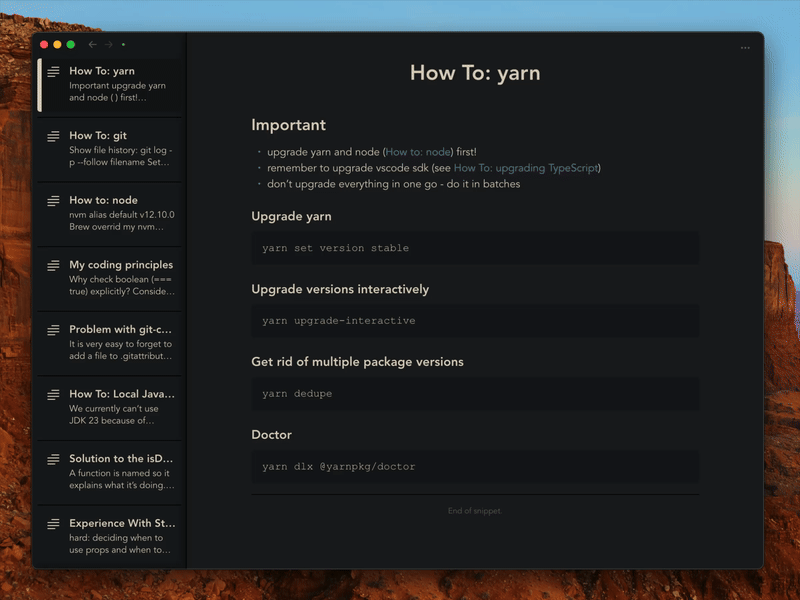 How To: yarn
Important upgrade yarn
and node ( ) first!…
How To: git
Show file history: git log -
p --follow filename Set…
How to: node
nvm alias default v12.10.0
Brew overrid my nvm…
My coding principles
Why check boolean (===
true) explicitly? Conside…
Problem with git-c…
It is very easy to forget to
add a file to .gitattribut…
How To: Local Java…
We currently can't use
JDK 23 because of…
Solution to the isD…
A function is named so it
explains what it's doing.…
Experience With St…
hard: deciding when to
use props and when to…
How To: yarn
Important
• upgrade yarn and node (How to: node) first!
• remember to upgrade vscode sdk (see How To: upgrading TypeScript)
• don't upgrade everything in one go - do it in batches
Upgrade yarn
yarn set version stable
Upgrade versions interactively
yarn upgrade-interactive
Get rid of multiple package versions
yarn dedupe
Doctor
yarn dlx @yarnpkg/doctor
End of snippet.